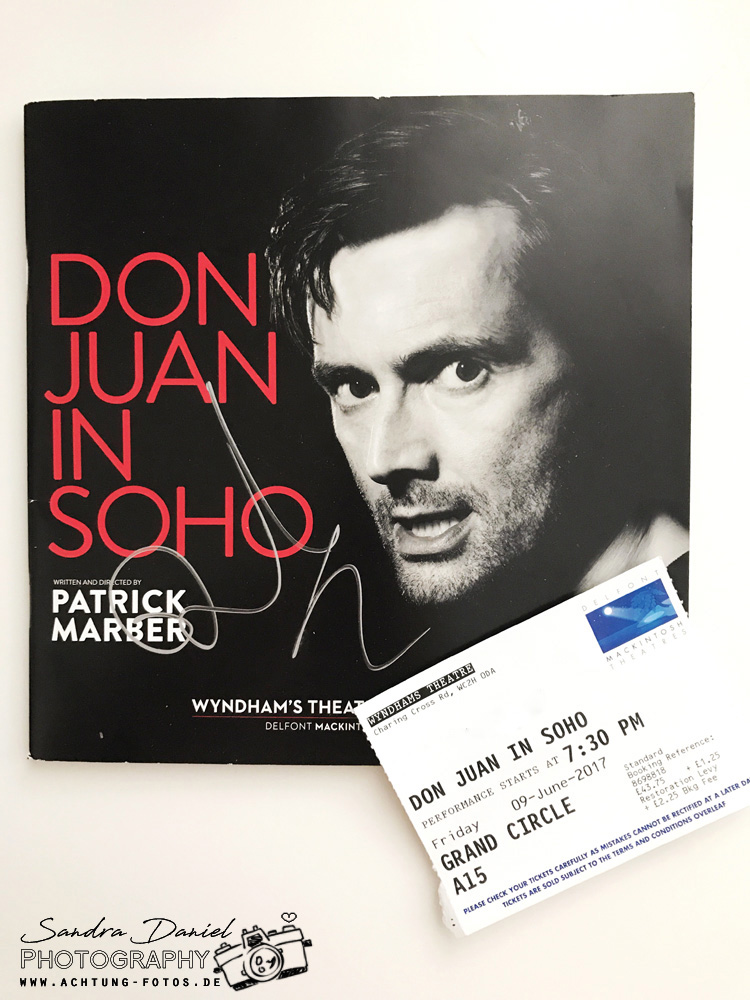 DON
JUAN
IN
SOHO
WRITTEN AND DIRECTED BY
PATRICK
MARBER
WYNDHAM'S THEAT
DELFONT MACKINT
DELFONT
MACKINTOSH
THEATRES
WYNDHAMS THEATRE
Charing Cross Rd, WC2H 0DA
DON JUAN IN SOHO
PERFORMANCE STARTS AT 7:30 PM
Friday 09-June-2017
GRAND CIRCLE
A15
Standard
Booking Reference:
8698818
£43.75 + £1.25
Restoration Levy
+ £2.25 Bkg Fee
PLEASE CHECK YOUR TICKETS CAREFULLY AS MISTAKES CANNOT BE RECTIFIED AT A LATER DA
TICKETS ARE SOLD SUBJECT TO THE TERMS AND CONDITIONS OVERLEAF
Sandra Daniel
PHOTOGRAPHY
WWW.ACHTUNG-FOTOS.DE